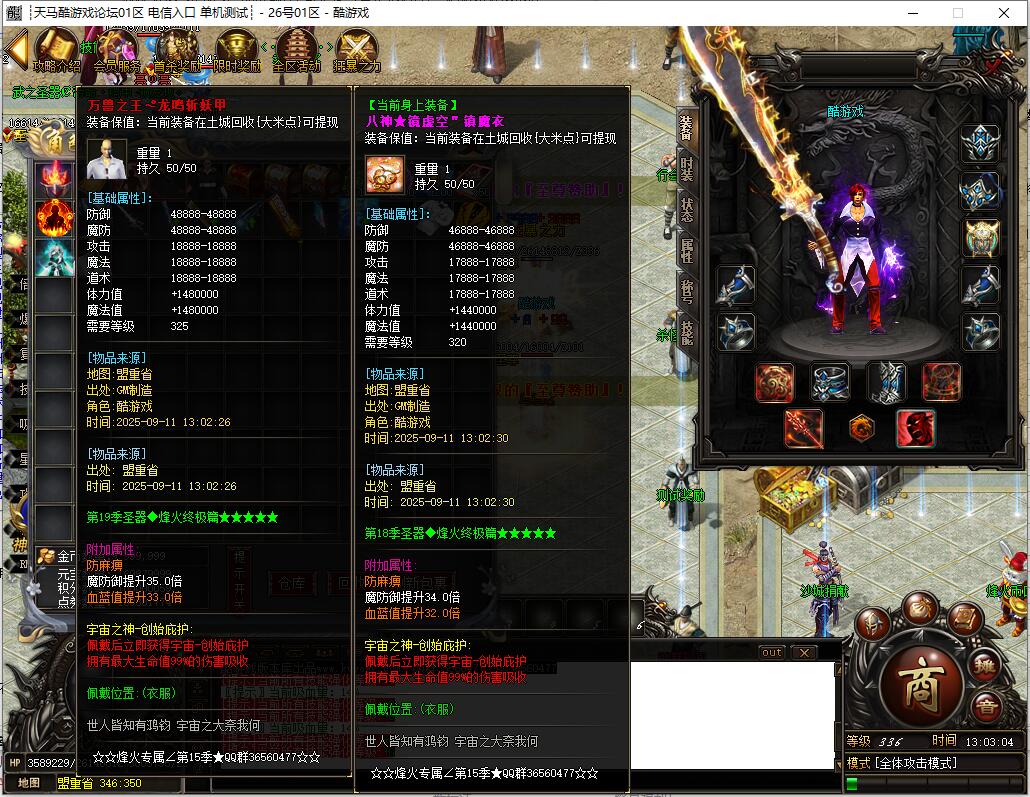 天马酷游戏论坛01区 电信入口 单机测试 - 26号01区 - 酷游戏
攻略介绍
会员服务
首杀奖励
限时奖励
全区活动
狂暴之力
万兽之王
龙鸣斩妖甲
装备保值: 当前装备在土城回收{大米点}可提现
重量 1
持久 50/50
[基础属性]:
防御 48888-48888
魔防 48888-48888
攻击 18888-18888
魔法 18888-18888
道术 18888-18888
体力值 +1480000
魔法值 +1480000
需要等级 325
[物品来源]
地图:盟重省
出处:GM制造
角色:酷游戏
时间:2025-09-11 13:02:26
[物品来源]
出处: 盟重省
时间: 2025-09-11 13:02:26
第19季圣器◆烽火终极篇★★★★★
附加属性:
防麻痹
魔防御提升35.0倍
血蓝值提升33.0倍
宇宙之神-创始庇护:
佩戴后立即获得宇宙-创始庇护
拥有最大生命值99%的伤害吸收
佩戴位置:(衣服)
世人皆知有鸿钧 宇宙之大奈我何
☆☆烽火专属∠第15季★QQ群36560477☆☆
【当前身上装备】
八神★镇虚空"镇魔衣
装备保值: 当前装备在土城回收{大米点}可提现
重量 1
持久 50/50
[基础属性]:
防御 46888-46888
魔防 46888-46888
攻击 17888-17888
魔法 17888-17888
道术 17888-17888
体力值 +1440000
魔法值 +1440000
需要等级 320
[物品来源]
地图:盟重省
出处:GM制造
角色:酷游戏
时间:2025-09-11 13:02:30
[物品来源]
出处: 盟重省
时间: 2025-09-11 13:02:30
第18季圣器◆烽火终极篇★★★★★
附加属性:
防麻痹
魔防御提升34.0倍
血蓝值提升32.0倍
宇宙之神-创始庇护:
佩戴后立即获得宇宙-创始庇护
拥有最大生命值99%的伤害吸收
佩戴位置:(衣服)
世人皆知有鸿钧 宇宙之大奈我何
☆☆烽火专属∠第15季★QQ群36560477☆☆
酷游戏
装备
时装
状态
属性
称号
技能
测试奖励
沙城捐献
out
商
摊
音
等级 336
时间 13:03:04
模式[全体攻击模式]
HP 3589229/
地图
盟重省 346:350